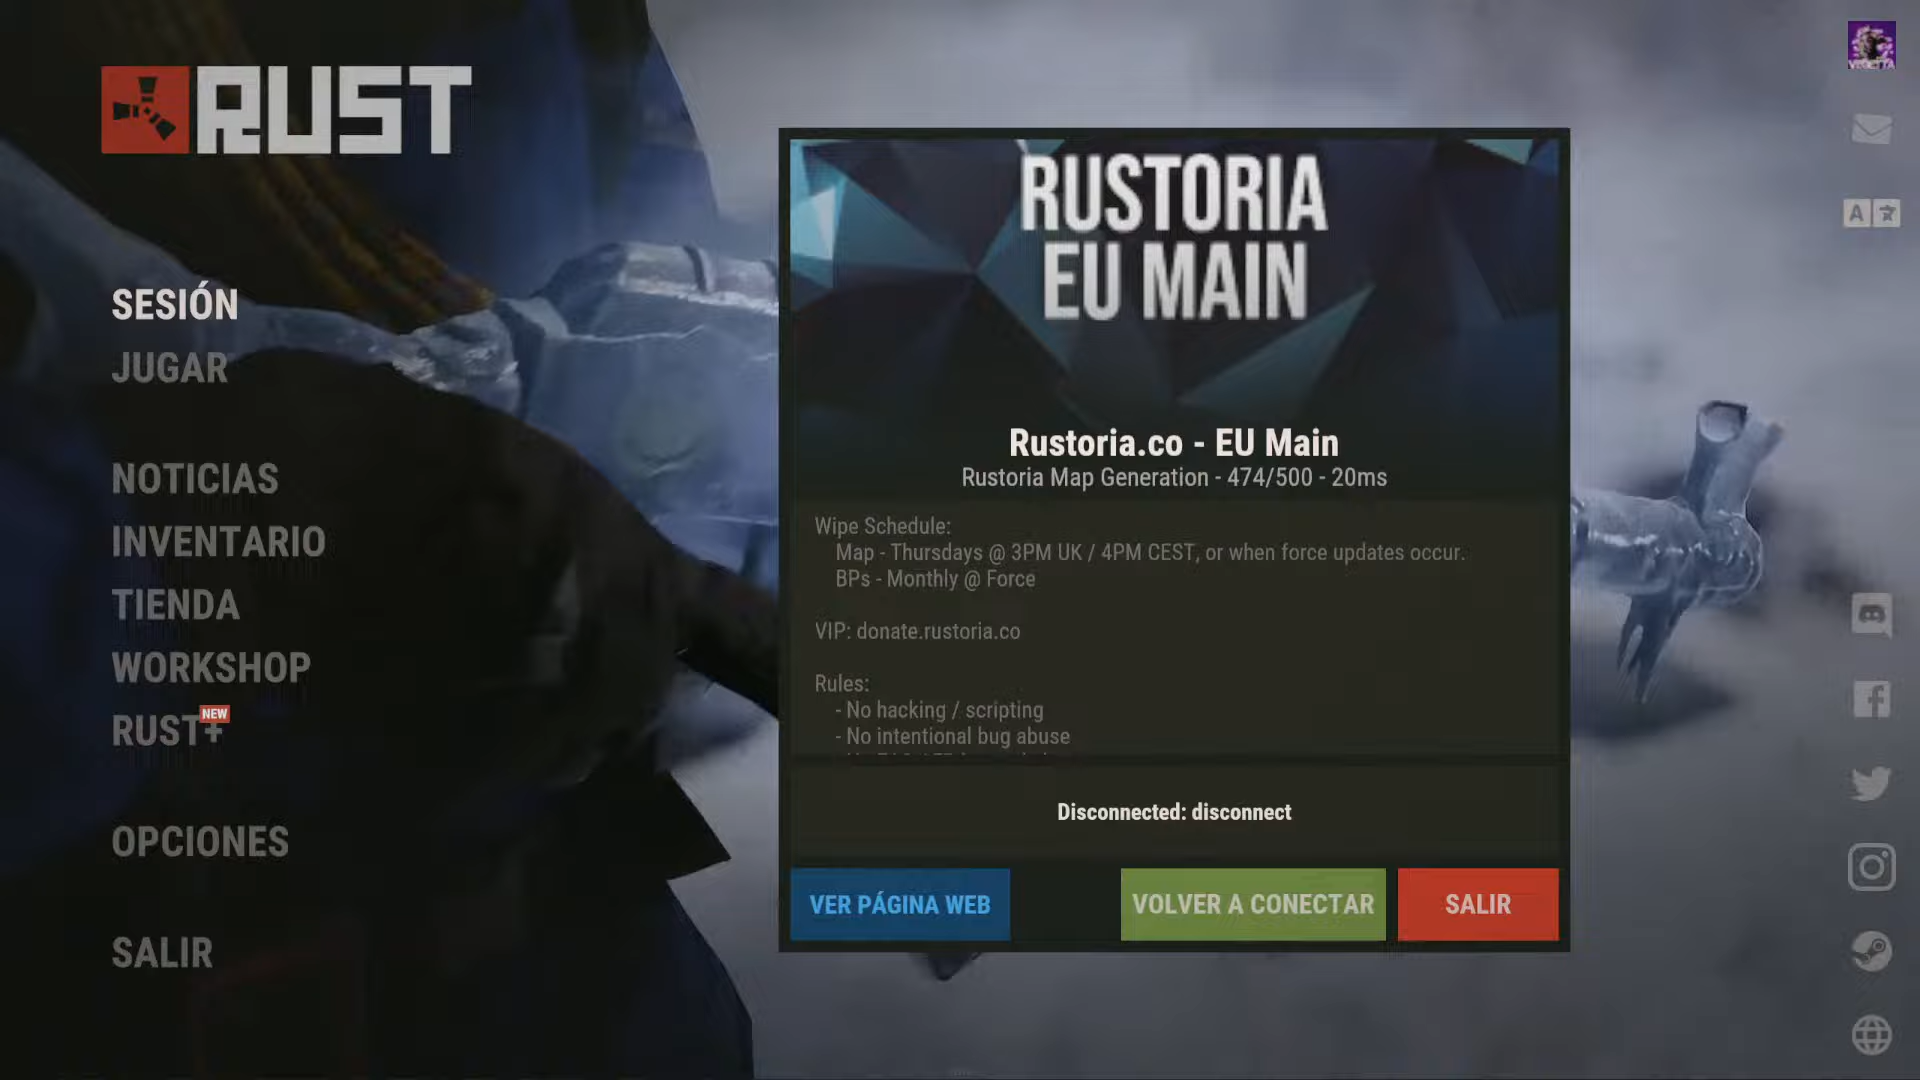 RUST
SESIÓN
JUGAR
NOTICIAS
INVENTARIO
TIENDA
WORKSHOP
RUST+ NEW
OPCIONES
SALIR
RUSTORIA
EU MAIN
Rustoria.co - EU Main
Rustoria Map Generation - 474/500 - 20ms
Wipe Schedule:
Map - Thursdays @ 3PM UK / 4PM CEST, or when force updates occur.
BPs - Monthly @ Force
VIP: donate.rustoria.co
Rules:
- No hacking / scripting
- No intentional bug abuse
Disconnected: disconnect
VER PÁGINA WEB
VOLVER A CONECTAR
SALIR
VEGETTA
A